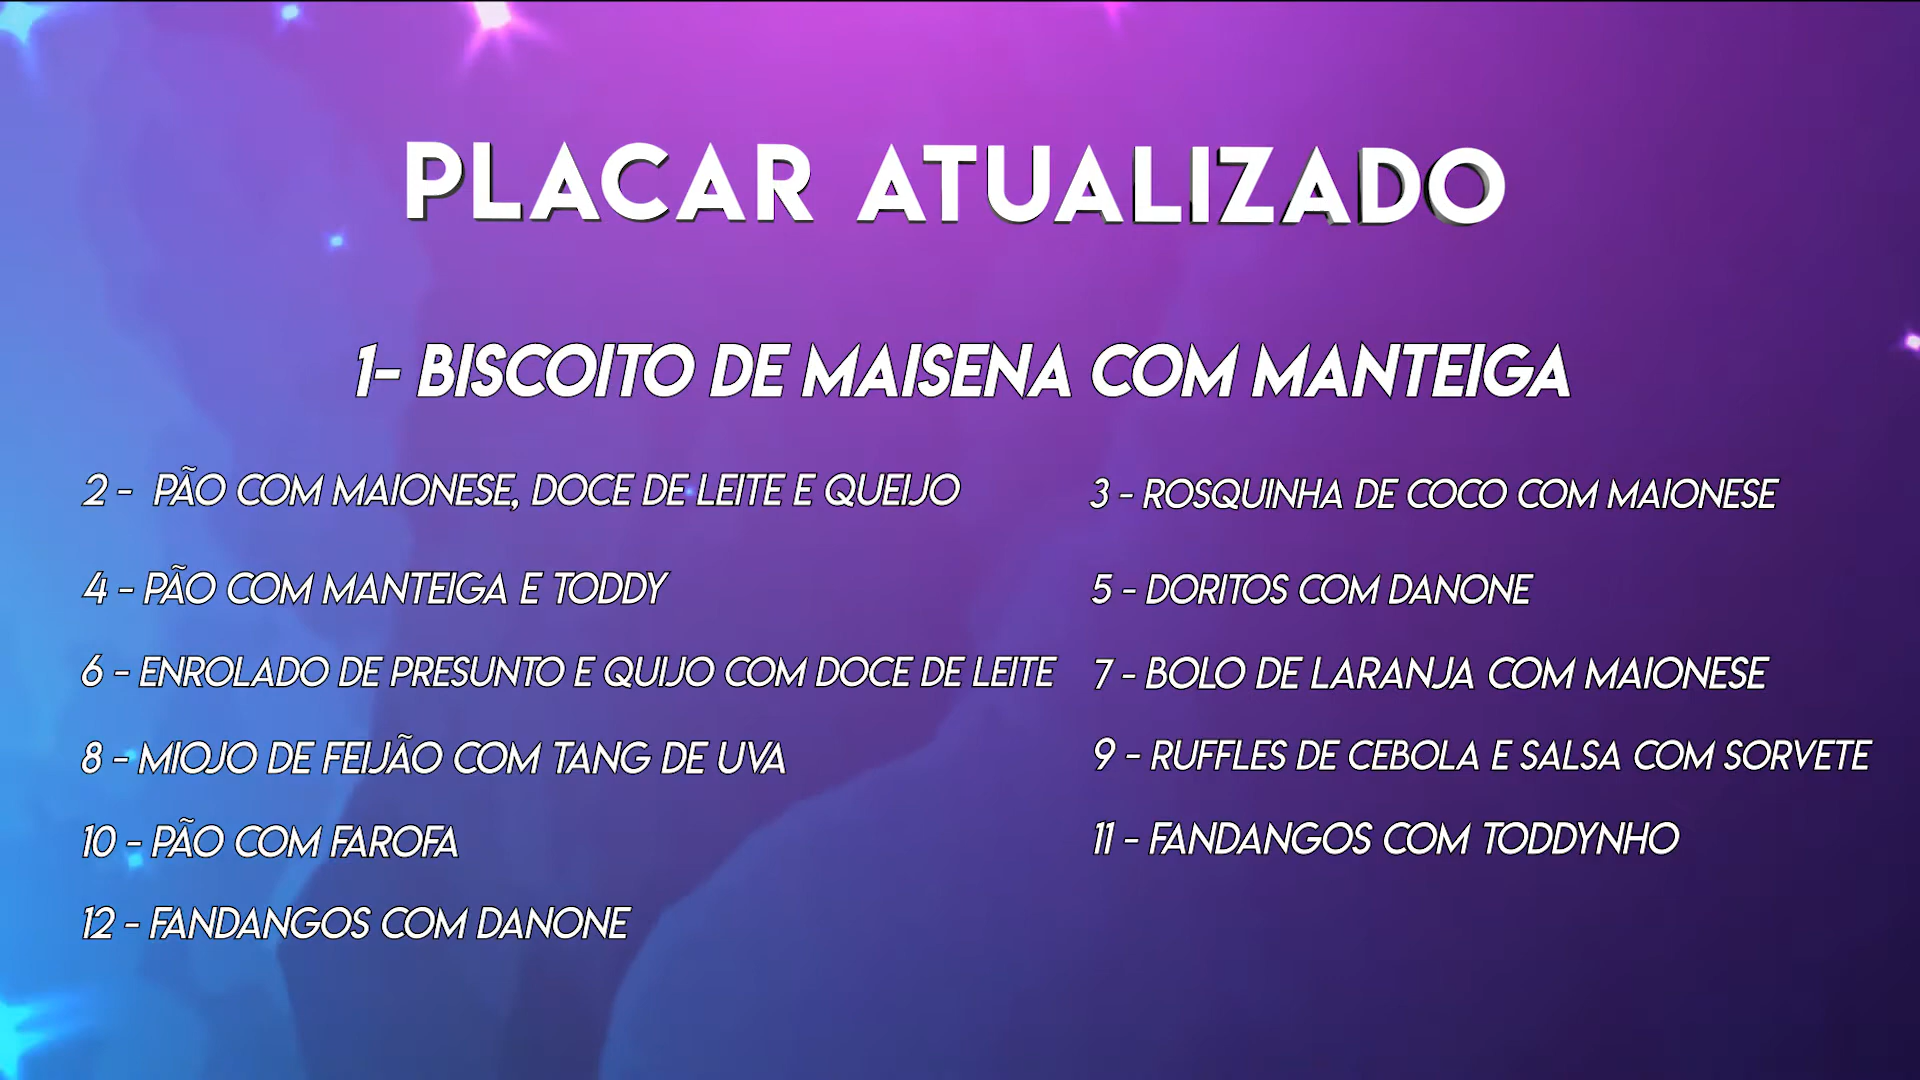 PLACAR ATUALIZADO
1- BISCOITO DE MAISENA COM MANTEIGA
2 - PÃO COM MAIONESE, DOCE DE LEITE E QUEIJO
3 - ROSQUINHA DE COCO COM MAIONESE
4 - PÃO COM MANTEIGA E TODDY
5 - DORITOS COM DANONE
6 - ENROLADO DE PRESUNTO E QUIJO COM DOCE DE LEITE
7 - BOLO DE LARANJA COM MAIONESE
8 - MIOJO DE FEIJÃO COM TANG DE UVA
9 - RUFFLES DE CEBOLA E SALSA COM SORVETE
10 - PÃO COM FAROFA
11 - FANDANGOS COM TODDYNHO
12 - FANDANGOS COM DANONE